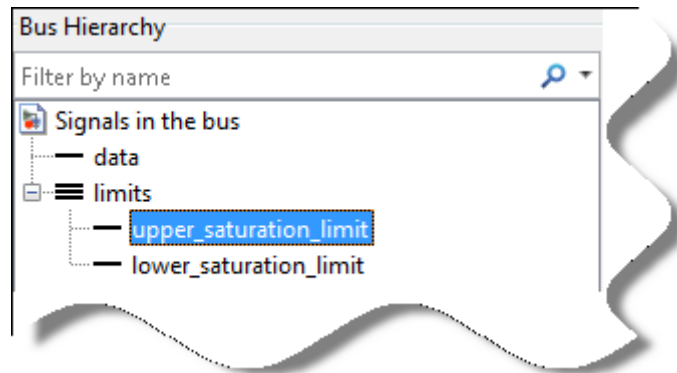 Bus Hierarchy
Filter by name
Signals in the bus
data
limits
upper_saturation_limit
lower_saturation_limit